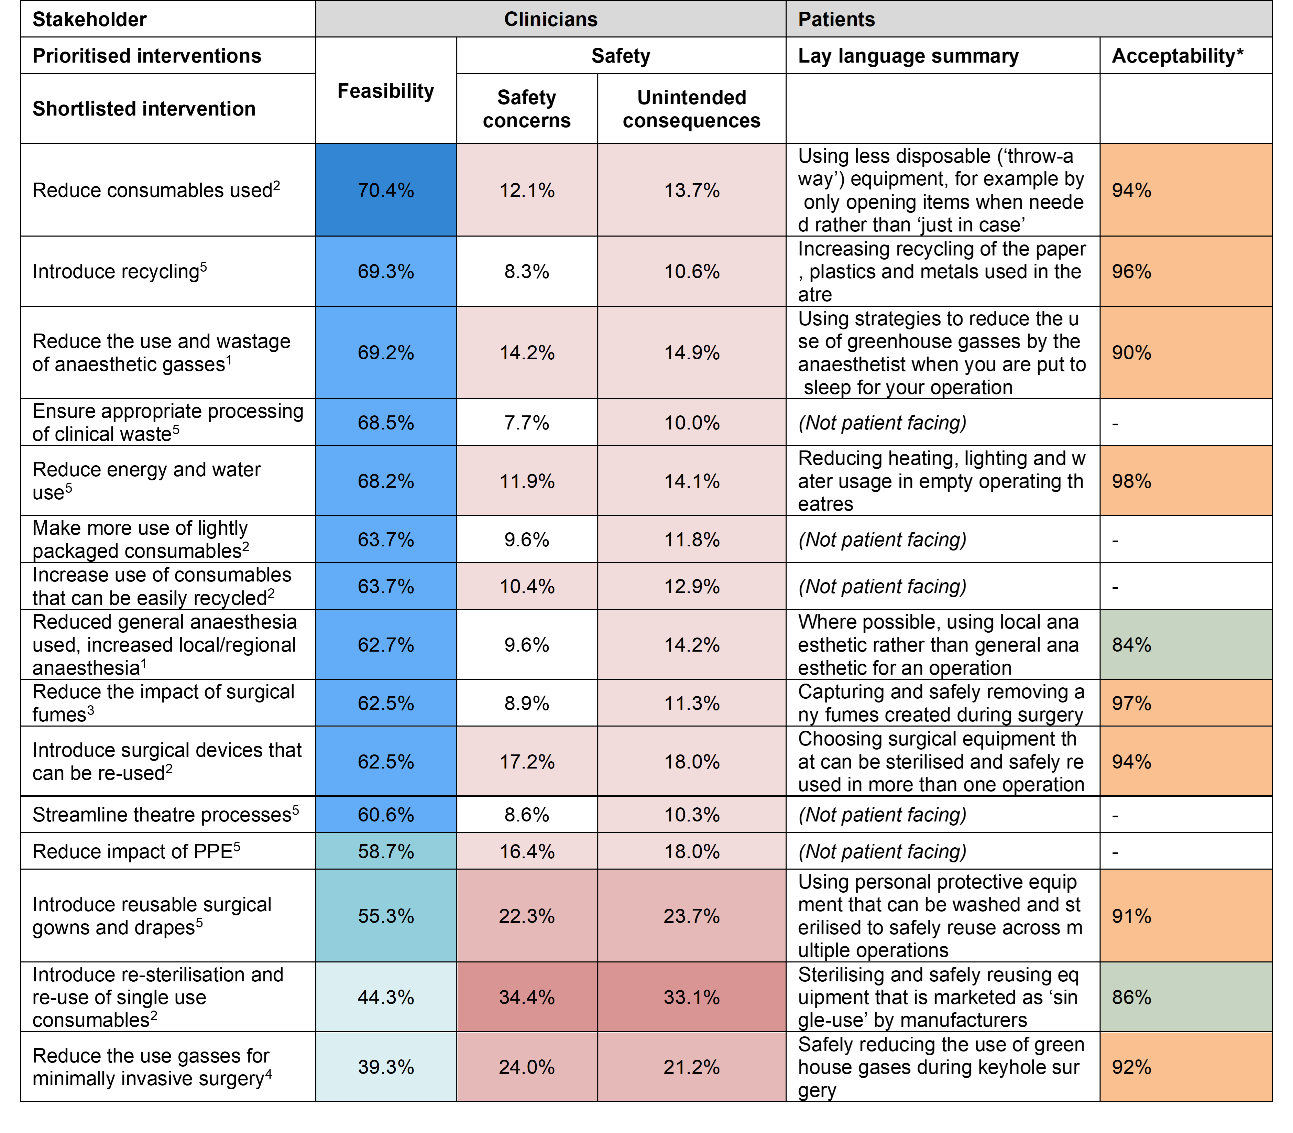 Stakeholder Clinicians Patients
Prioritised interventions Feasibility Safety Lay language summary Acceptability*
Shortlisted intervention Safety concerns Unintended consequences
Reduce consumables used2 70.4% 12.1% 13.7% Using less disposable (‘throw-a
way’) equipment, for example by
only opening items when neede
d rather than ‘just in case’ 94%
Introduce recycling5 69.3% 8.3% 10.6% Increasing recycling of the paper
, plastics and metals used in the
atre 96%
Reduce the use and wastage
of anaesthetic gasses1 69.2% 14.2% 14.9% Using strategies to reduce the u
se of greenhouse gasses by the
anaesthetist when you are put to
sleep for your operation 90%
Ensure appropriate processing
of clinical waste5 68.5% 7.7% 10.0% (Not patient facing) -
Reduce energy and water
use5 68.2% 11.9% 14.1% Reducing heating, lighting and w
ater usage in empty operating th
eatres 98%
Make more use of lightly
packaged consumables2 63.7% 9.6% 11.8% (Not patient facing) -
Increase use of consumables
that can be easily recycled2 63.7% 10.4% 12.9% (Not patient facing) -
Reduced general anaesthesia
used, increased local/regional
anaesthesia1 62.7% 9.6% 14.2% Where possible, using local ana
esthetic rather than general ana
esthetic for an operation 84%
Reduce the impact of surgical
fumes3 62.5% 8.9% 11.3% Capturing and safely removing a
ny fumes created during surgery 97%
Introduce surgical devices that
can be re-used2 62.5% 17.2% 18.0% Choosing surgical equipment th
at can be sterilised and safely re
used in more than one operation 94%
Streamline theatre processes5 60.6% 8.6% 10.3% (Not patient facing) -
Reduce impact of PPE5 58.7% 16.4% 18.0% (Not patient facing) -
Introduce reusable surgical
gowns and drapes5 55.3% 22.3% 23.7% Using personal protective equip
ment that can be washed and st
erilised to safely reuse across m
ultiple operations 91%
Introduce re-sterilisation and
re-use of single use
consumables2 44.3% 34.4% 33.1% Sterilising and safely reusing eq
uipment that is marketed as ‘sin
gle-use’ by manufacturers 86%
Reduce the use gasses for
minimally invasive surgery4 39.3% 24.0% 21.2% Safely reducing the use of green
house gases during keyhole sur
gery 92%